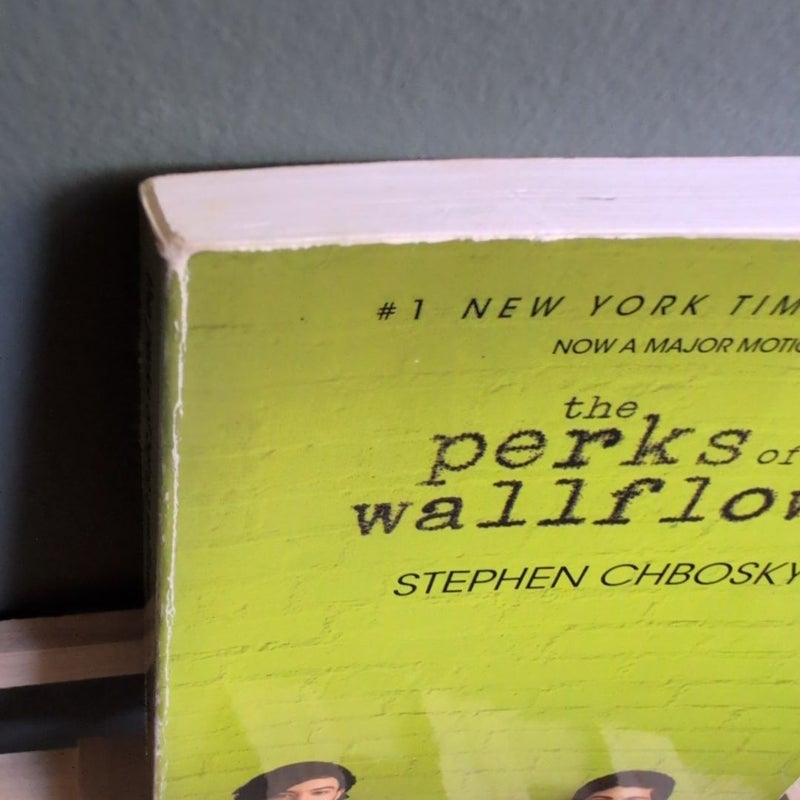 #1 NEW YORK TIM
NOW A MAJOR MOTIO
the
perks of
wallflow
STEPHEN CHBOSKY